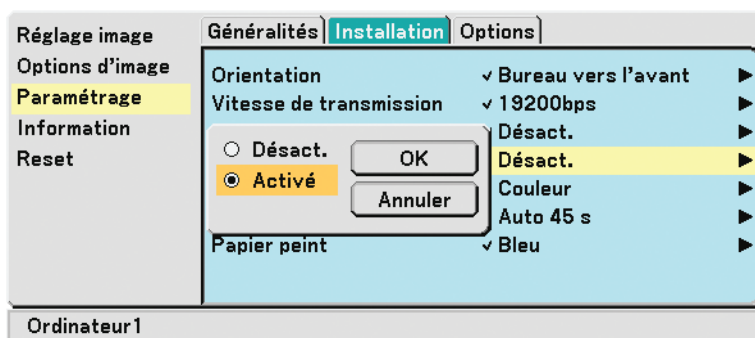 Réglage image
Options d'image
Paramétrage
Information
Reset
Généralités Installation Options
Orientation ✓ Bureau vers l'avant ▶
Vitesse de transmission ✓ 19200bps ▶
Désact. ▶
Désact. ▶
Couleur ▶
Auto 45 s ▶
Papier peint ✓ Bleu ▶
Désact.
Activé
OK
Annuler
Ordinateur1